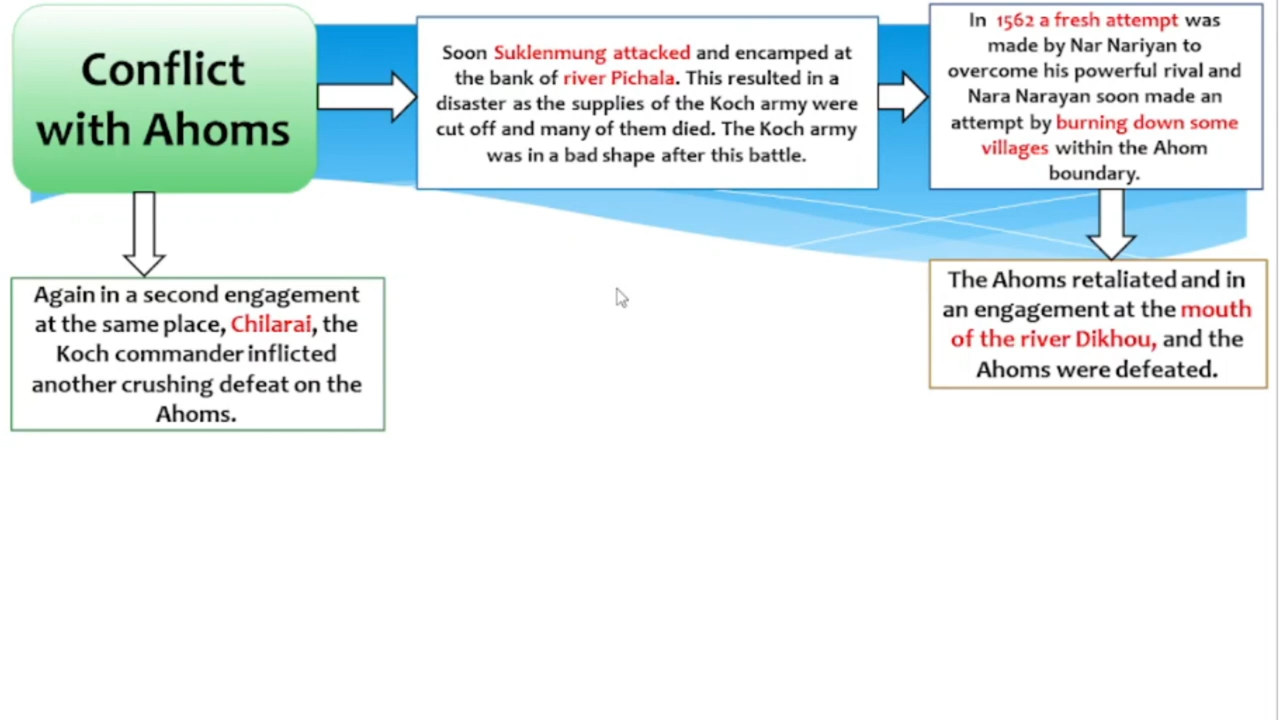 Conflict
with Ahoms
Soon Suklenmung attacked and encamped at
the bank of river Pichala. This resulted in a
disaster as the supplies of the Koch army were
cut off and many of them died. The Koch army
was in a bad shape after this battle.
In 1562 a fresh attempt was
made by Nar Nariyan to
overcome his powerful rival and
Nara Narayan soon made an
attempt by burning down some
villages within the Ahom
boundary.
Again in a second engagement
at the same place, Chilarai, the
Koch commander inflicted
another crushing defeat on the
Ahoms.
The Ahoms retaliated and in
an engagement at the mouth
of the river Dikhou, and the
Ahoms were defeated.